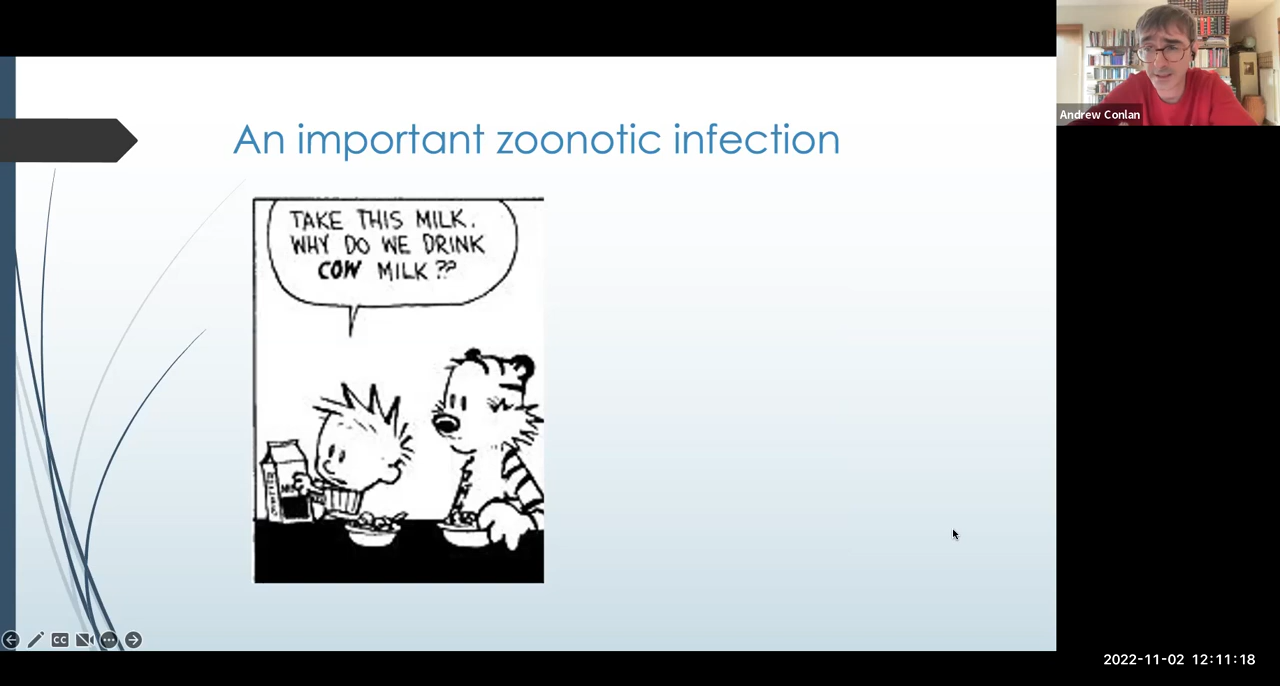 An important zoonotic infection
TAKE THIS MILK.
WHY DO WE DRINK
COW MILK??
Andrew Conlan
CC
2022-11-02 12:11:18